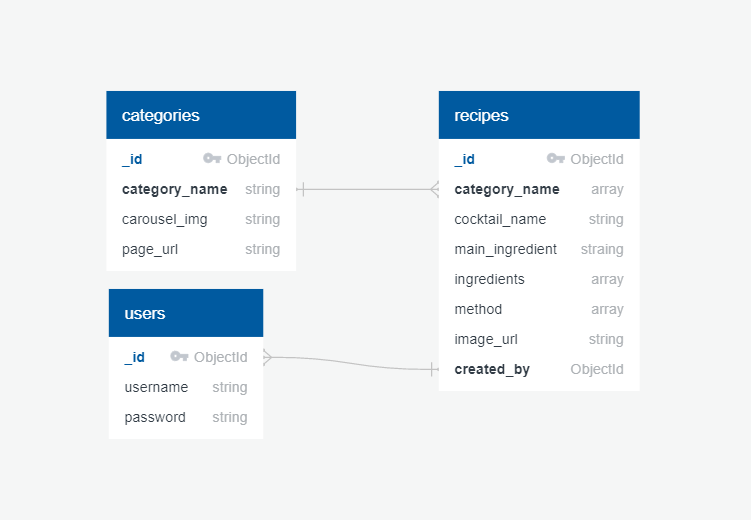 categories
_id ObjectId
category_name string
carousel_img string
page_url string
users
_id ObjectId
username string
password string
recipes
_id ObjectId
category_name array
cocktail_name string
main_ingredient straing
ingredients array
method array
image_url string
created_by ObjectId